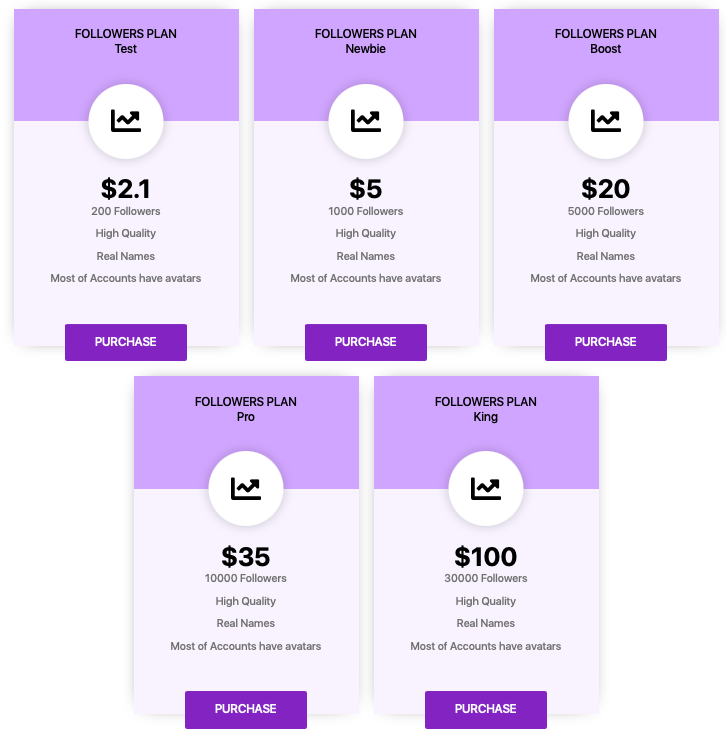 FOLLOWERS PLAN
Test
$2.1
200 Followers
High Quality
Real Names
Most of Accounts have avatars
PURCHASE
FOLLOWERS PLAN
Newbie
$5
1000 Followers
High Quality
Real Names
Most of Accounts have avatars
PURCHASE
FOLLOWERS PLAN
Boost
$20
5000 Followers
High Quality
Real Names
Most of Accounts have avatars
PURCHASE
FOLLOWERS PLAN
Pro
$35
10000 Followers
High Quality
Real Names
Most of Accounts have avatars
PURCHASE
FOLLOWERS PLAN
King
$100
30000 Followers
High Quality
Real Names
Most of Accounts have avatars
PURCHASE